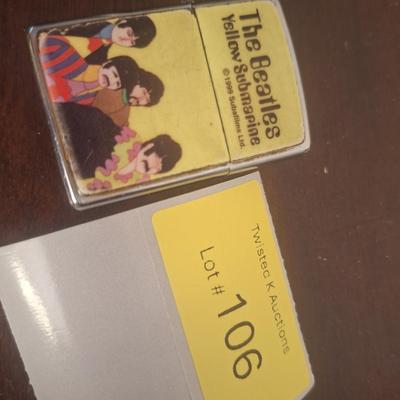 The Beatles
Yellow Submarine
© 1999 Subafilms Ltd.
Twisted K Auctions
Lot # 106